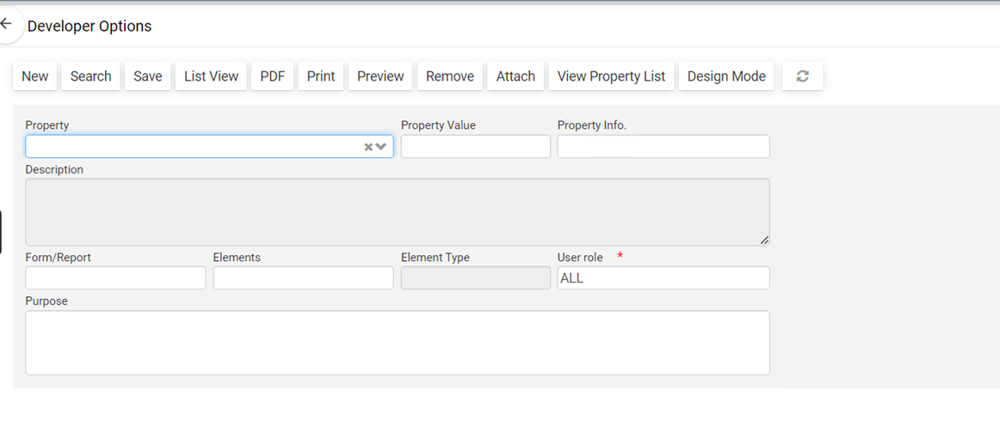 Developer Options
New Search Save List View PDF Print Preview Remove Attach View Property List Design Mode
Property Property Value Property Info.
Description
Form/Report Elements Element Type User role *
ALL
Purpose